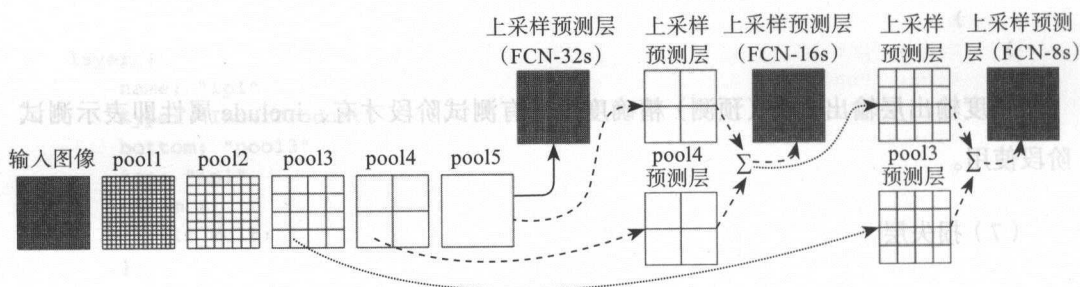 上采样预测层
(FCN-32s)
上采样
预测层
上采样预测层
(FCN-16s)
上采样
预测层
上采样预测
层 (FCN-8s)
输入图像
pool1
pool2
pool3
pool4
pool5
pool4
预测层
Σ
pool3
预测层
Σ